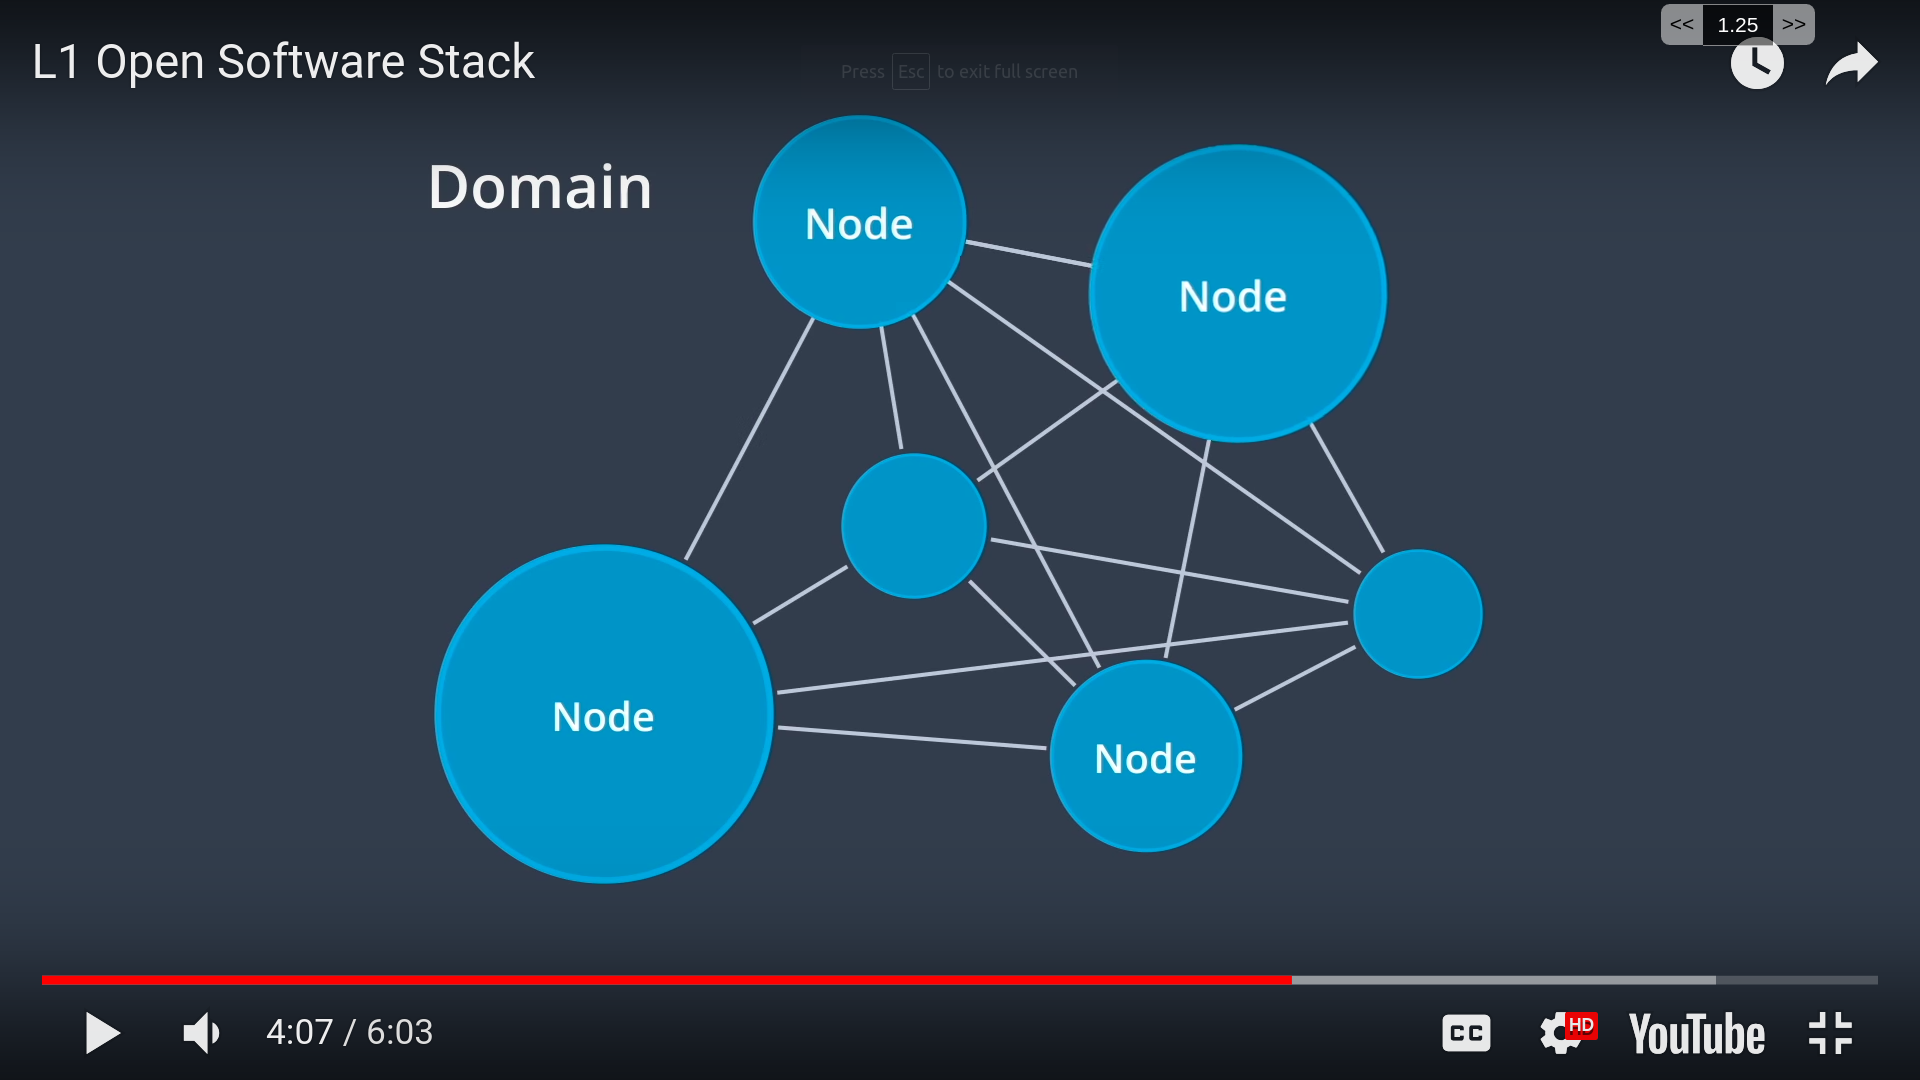 << 1.25 >>
L1 Open Software Stack
Press Esc to exit full screen
Domain
Node
Node
Node
Node
4:07 / 6:03
CC
HD
YouTube